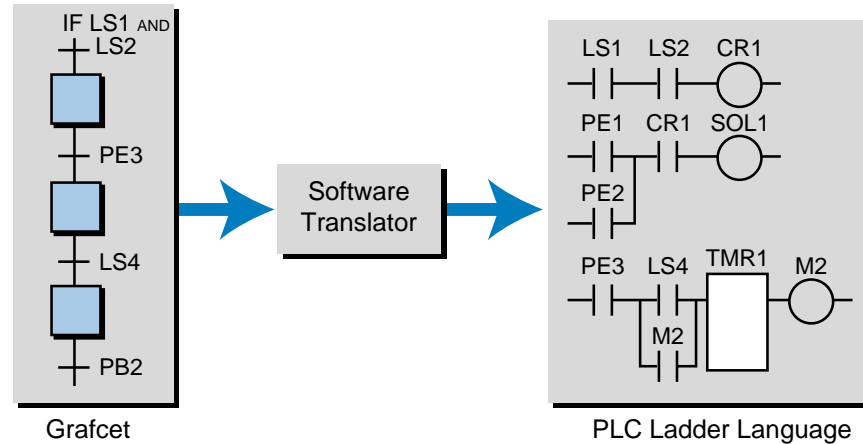 IF LS1 AND
LS2
PE3
LS4
PB2
Grafcet
Software
Translator
LS1 LS2 CR1
PE1 CR1 SOL1
PE2
PE3 LS4 TMR1 M2
M2
PLC Ladder Language